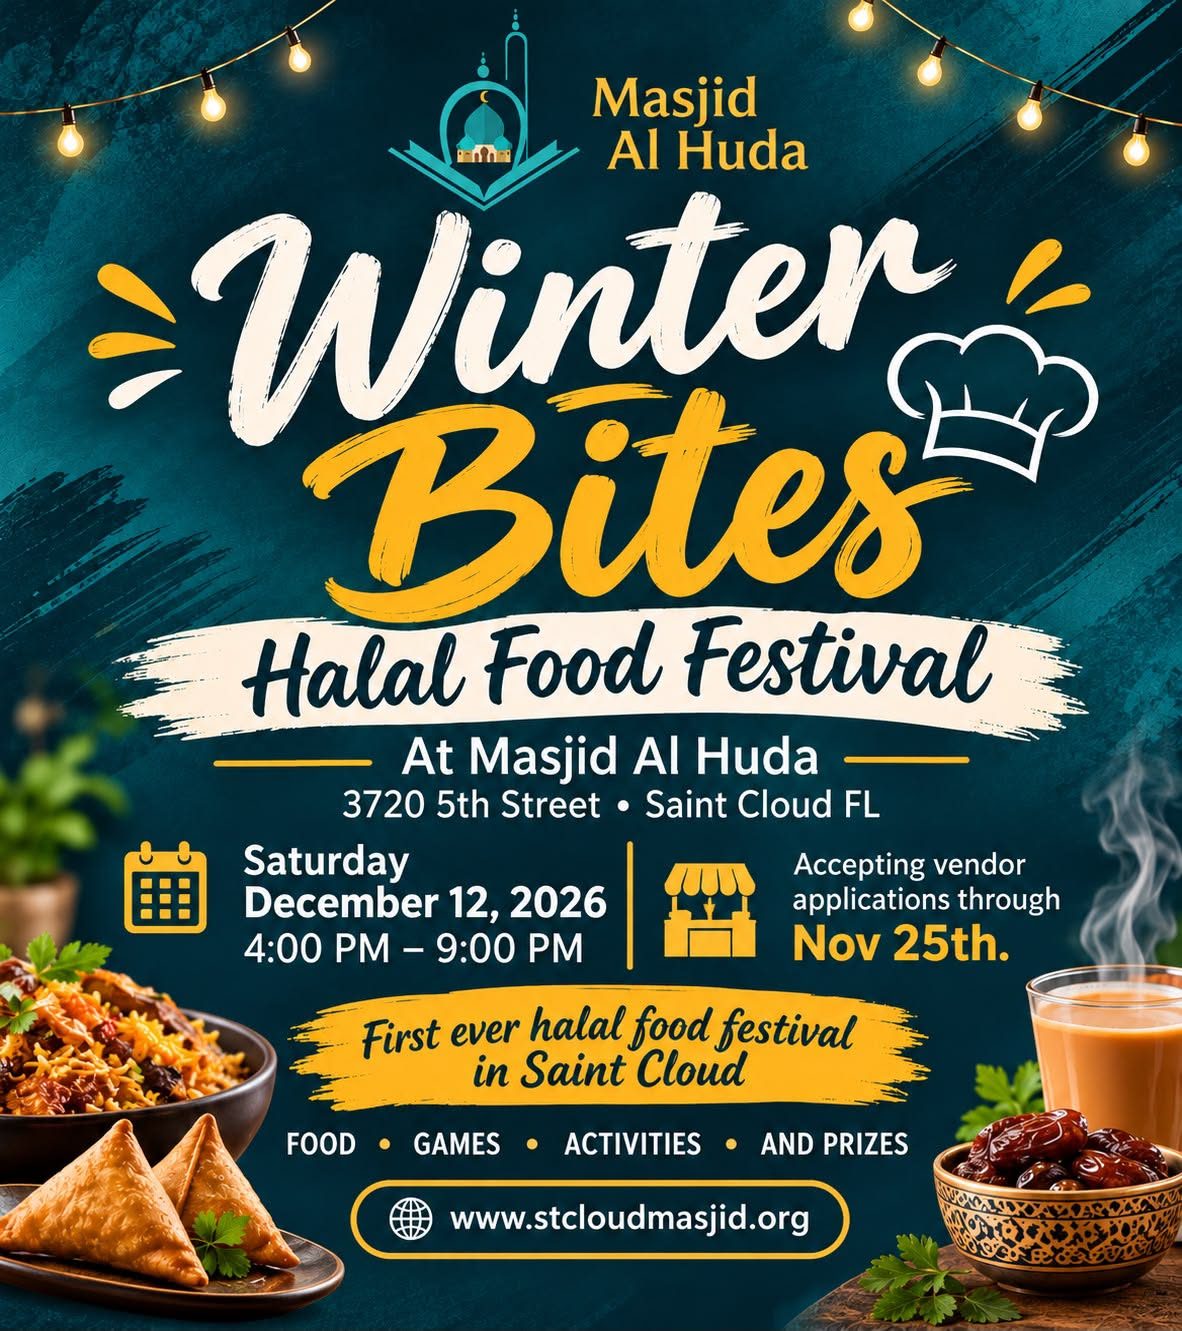 Masjid
Al Huda
Winter
Bites
Halal Food Festival
At Masjid Al Huda
3720 5th Street • Saint Cloud FL
Saturday
December 12, 2026
4:00 PM – 9:00 PM
Accepting vendor
applications through
Nov 25th.
First ever halal food festival
in Saint Cloud
FOOD • GAMES • ACTIVITIES • AND PRIZES
www.stcloudmasjid.org